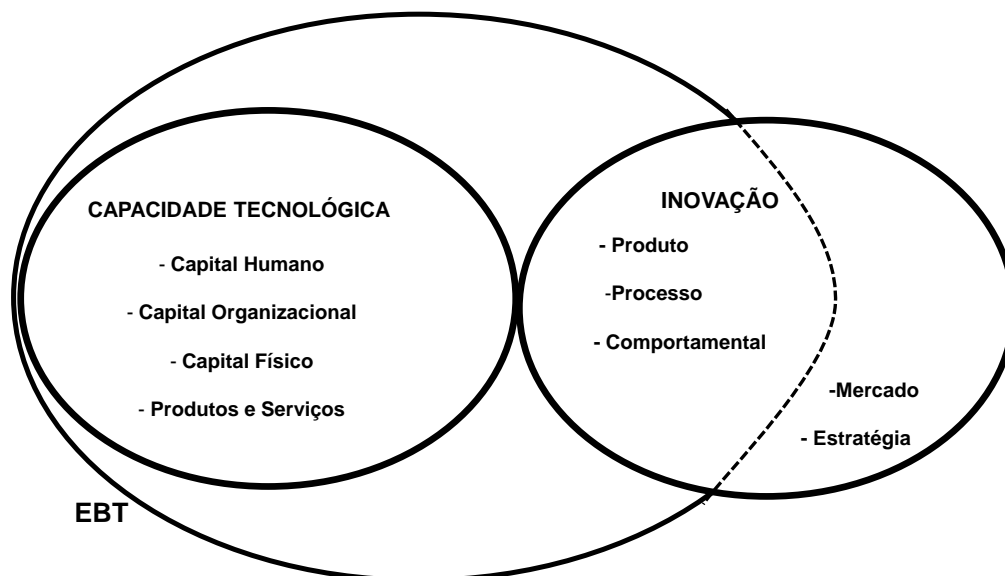 CAPACIDADE TECNOLÓGICA
- Capital Humano
- Capital Organizacional
- Capital Físico
- Produtos e Serviços
INOVAÇÃO
- Produto
-Processo
- Comportamental
-Mercado
- Estratégia
EBT